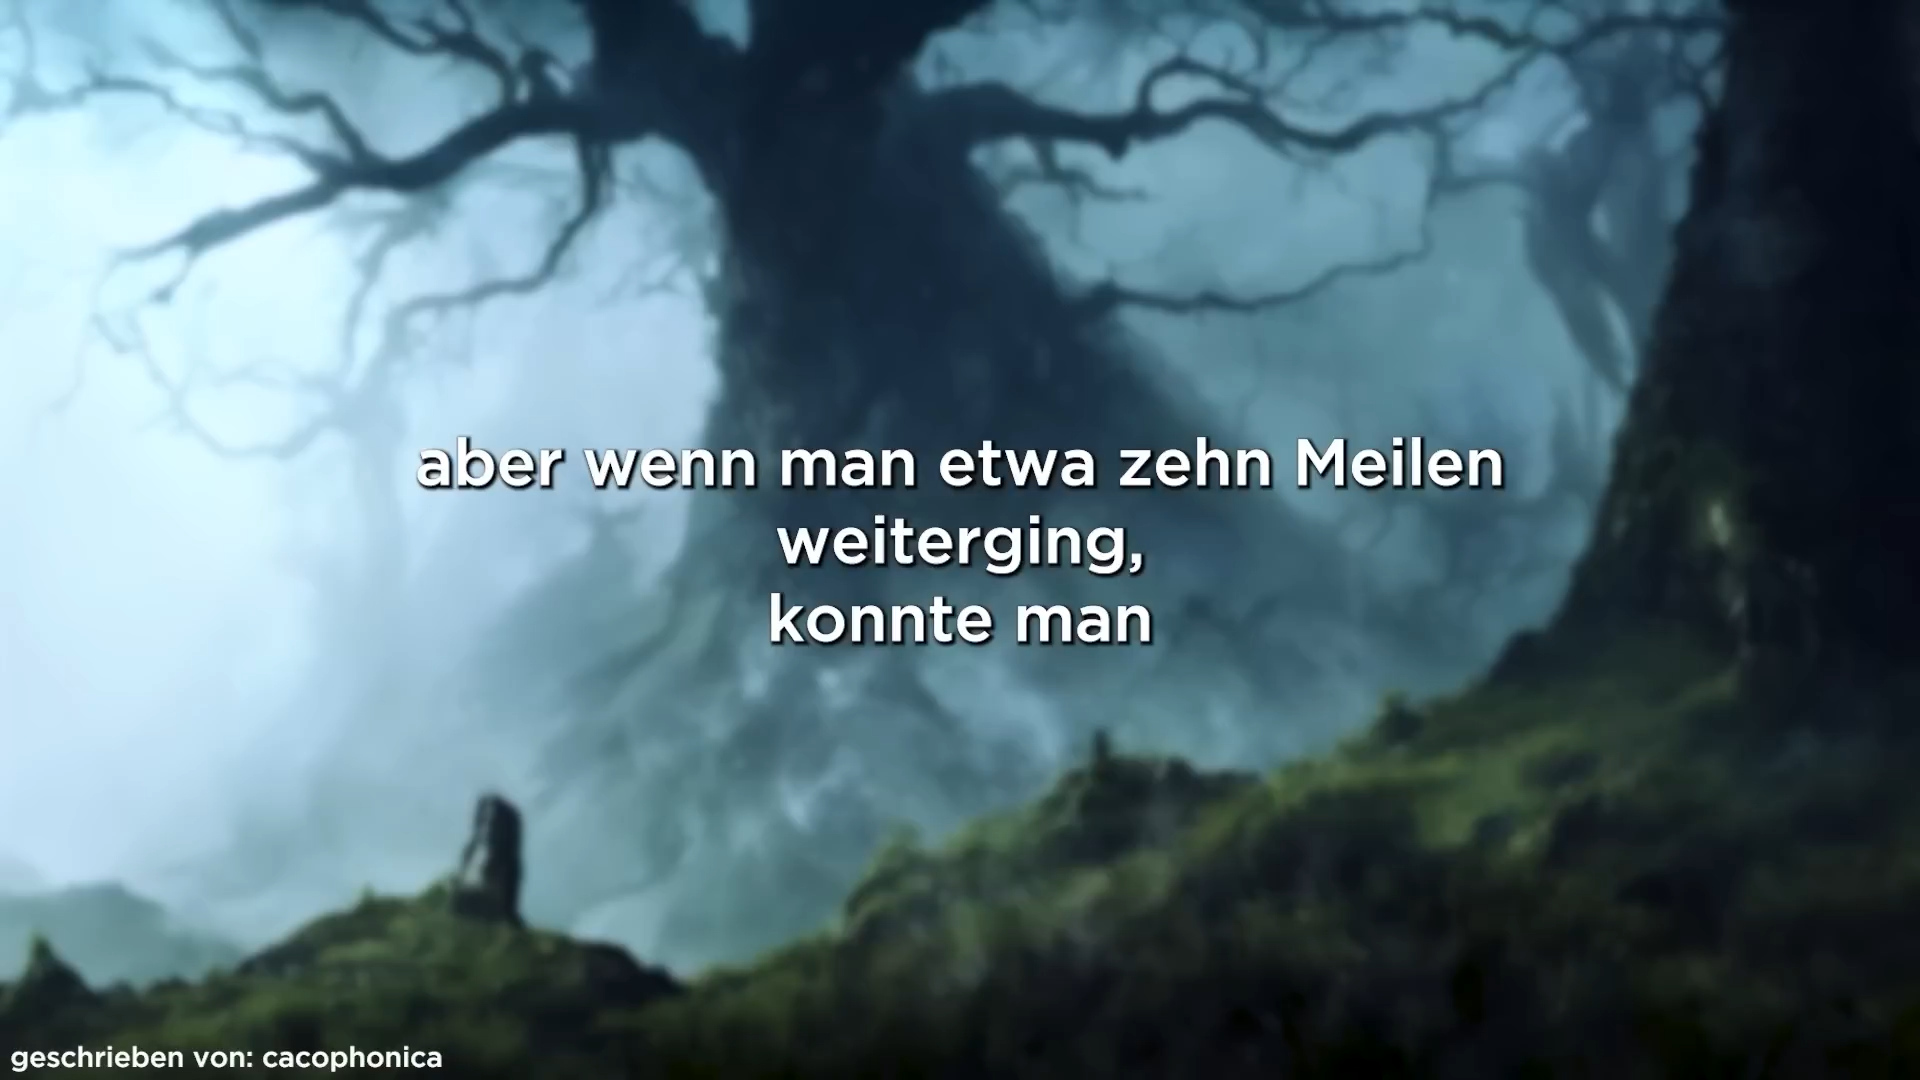 aber wenn man etwa zehn Meilen
weiterging,
konnte man
geschrieben von: cacophonica